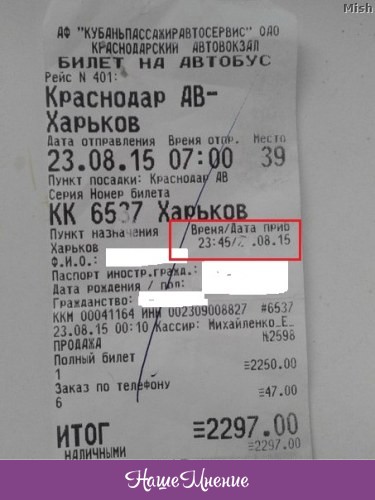 Mish
АФ "КУБАНЬПАССАЖИРАВТОСЕРВИС" ОАО
КРАСНОДАРСКИЙ АВТОВОКЗАЛ
БИЛЕТ НА АВТОБУС
Рейс N 401:
Краснодар АВ-
Харьков
Дата отправления Время отпр. Место
23.08.15 07:00 39
Пункт посадки: Краснодар АВ
Серия Номер билета
КК 6537 Харьков
Пункт назначения Время/Дата приб
Харьков 23:45/2 .08.15
Ф.И.О.:
Паспорт иностр.гражд.:
Дата рождения / пол:
Гражданство:
ККМ 00041164 ИНН 002309008827 #6537
23.08.15 00:10 Кассир: Михайленко_Е_
ПРОДАЖА №2598
Полный билет
1 ≡2250.00
Заказ по телефону
6 ≡47.00
ИТОГ ≡2297.00
НАЛИЧНЫМИ ≡2297.00
НашеМнение